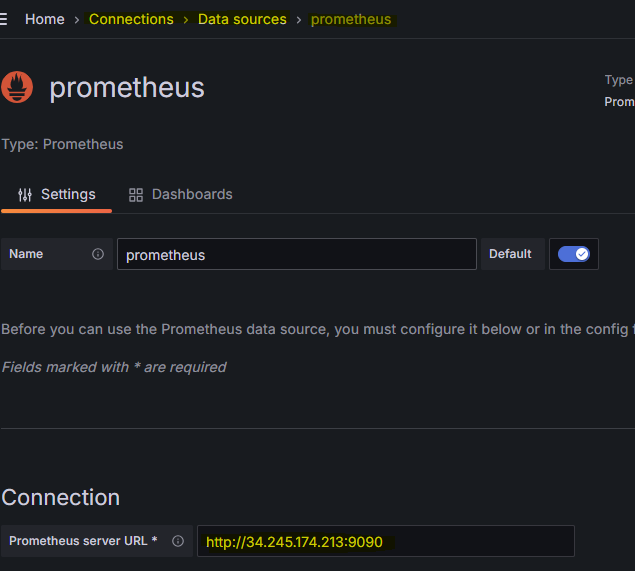 Home › Connections › Data sources › prometheus
prometheus
Type
Prom
Type: Prometheus
Settings Dashboards
Name prometheus Default
Before you can use the Prometheus data source, you must configure it below or in the config
Fields marked with * are required
Connection
Prometheus server URL * http://34.245.174.213:9090